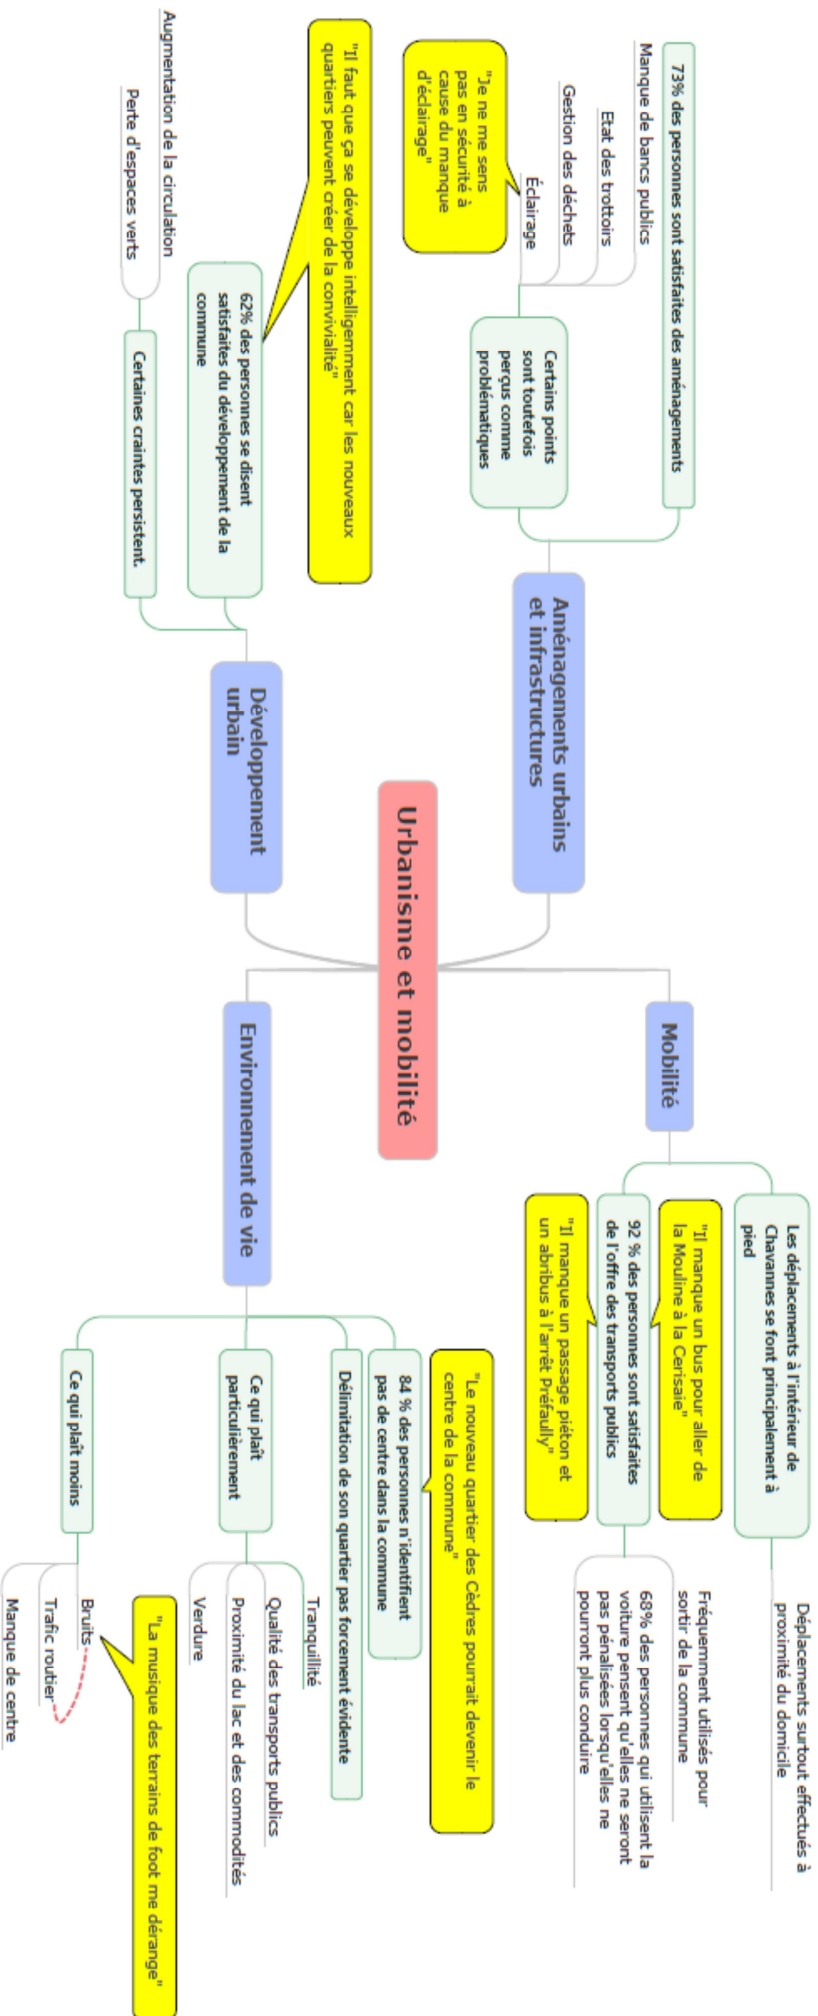 Urbanisme et mobilité
Aménagements urbains
et infrastructures
73% des personnes sont satisfaites des aménagements
Certains points
sont toutefois
perçus comme
problématiques
Manque de bancs publics
Etat des trottoirs
Gestion des déchets
Éclairage
"Je ne me sens
pas en sécurité à
cause du manque
d'éclairage"
Développement
urbain
"Il faut que ça se développe intelligemment car les nouveaux
quartiers peuvent créer de la convivialité"
62% des personnes se disent
satisfaites du développement de la
commune
Certaines craintes persistent.
Augmentation de la circulation
Perte d'espaces verts
Mobilité
Les déplacements à l'intérieur de
Chavannes se font principalement à
pied
Déplacements surtout effectués à
proximité du domicile
"Il manque un bus pour aller de
la Mouline à la Cerisaie"
92 % des personnes sont satisfaites
de l'offre des transports publics
"Il manque un passage piéton et
un abribus à l'arrêt Préfaully"
Fréquemment utilisés pour
sortir de la commune
68% des personnes qui utilisent la
voiture pensent qu'elles ne seront
pas pénalisées lorsqu'elles ne
pourront plus conduire
Environnement de vie
"Le nouveau quartier des Cèdres pourrait devenir le
centre de la commune"
84 % des personnes n'identifient
pas de centre dans la commune
Délimitation de son quartier pas forcement évidente
Ce qui plaît
particulièrement
Tranquillité
Qualité des transports publics
Proximité du lac et des commodités
Verdure
Ce qui plaît moins
"La musique des terrains de foot me dérange"
Bruits
Trafic routier
Manque de centre